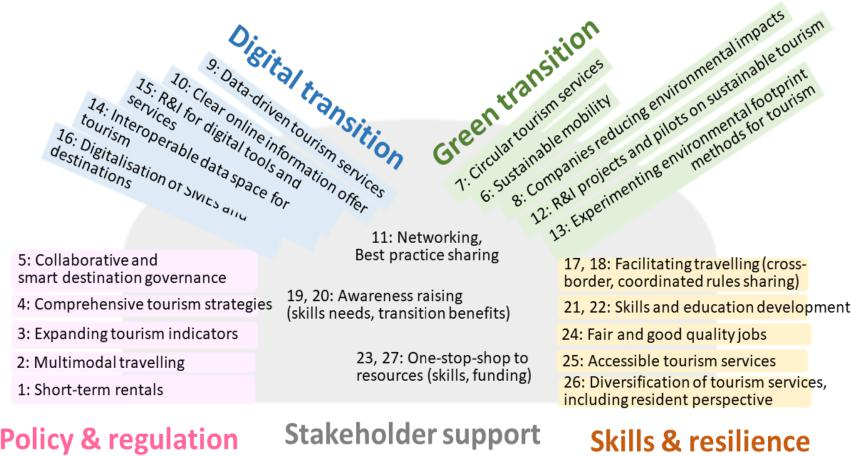 Digital transition
9: Data-driven tourism services
10: Clear online information offer
15: R&I for digital tools and
services
14: Interoperable data space for
tourism
16: Digitalisation of SMEs and
destinations
Green transition
7: Circular tourism services
6: Sustainable mobility
8: Companies reducing environmental impacts
12: R&I projects and pilots on sustainable tourism
13: Experimenting environmental footprint
methods for tourism
11: Networking,
Best practice sharing
19, 20: Awareness raising
(skills needs, transition benefits)
23, 27: One-stop-shop to
resources (skills, funding)
5: Collaborative and
smart destination governance
4: Comprehensive tourism strategies
3: Expanding tourism indicators
2: Multimodal travelling
1: Short-term rentals
17, 18: Facilitating travelling (cross-
border, coordinated rules sharing)
21, 22: Skills and education development
24: Fair and good quality jobs
25: Accessible tourism services
26: Diversification of tourism services,
including resident perspective
Policy & regulation
Stakeholder support
Skills & resilience